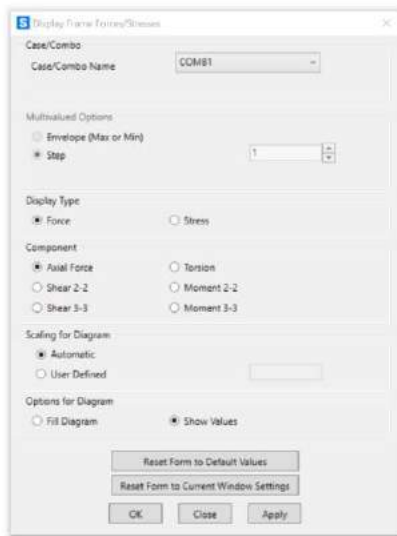 S Display Frame Forces/Stresses
Case/Combo
Case/Combo Name COMB1
Multivalued Options
Envelope (Max or Min)
Step 1
Display Type
Force Stress
Component
Axial Force Torsion
Shear 2-2 Moment 2-2
Shear 3-3 Moment 3-3
Scaling for Diagram
Automatic
User Defined
Options for Diagram
Fill Diagram Show Values
Reset Form to Default Values
Reset Form to Current Window Settings
OK Close Apply